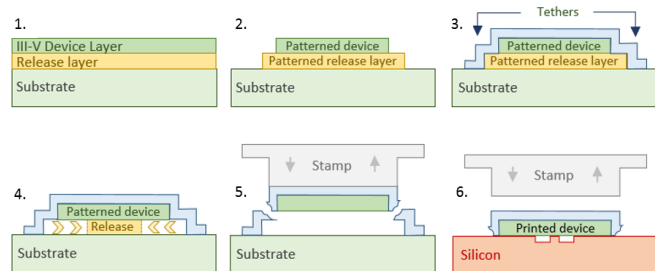 1.
III-V Device Layer
Release layer
Substrate
2.
Patterned device
Patterned release layer
Substrate
3.
Tethers
Patterned device
Patterned release layer
Substrate
4.
Patterned device
Release
Substrate
5.
Stamp
Substrate
6.
Stamp
Printed device
Silicon